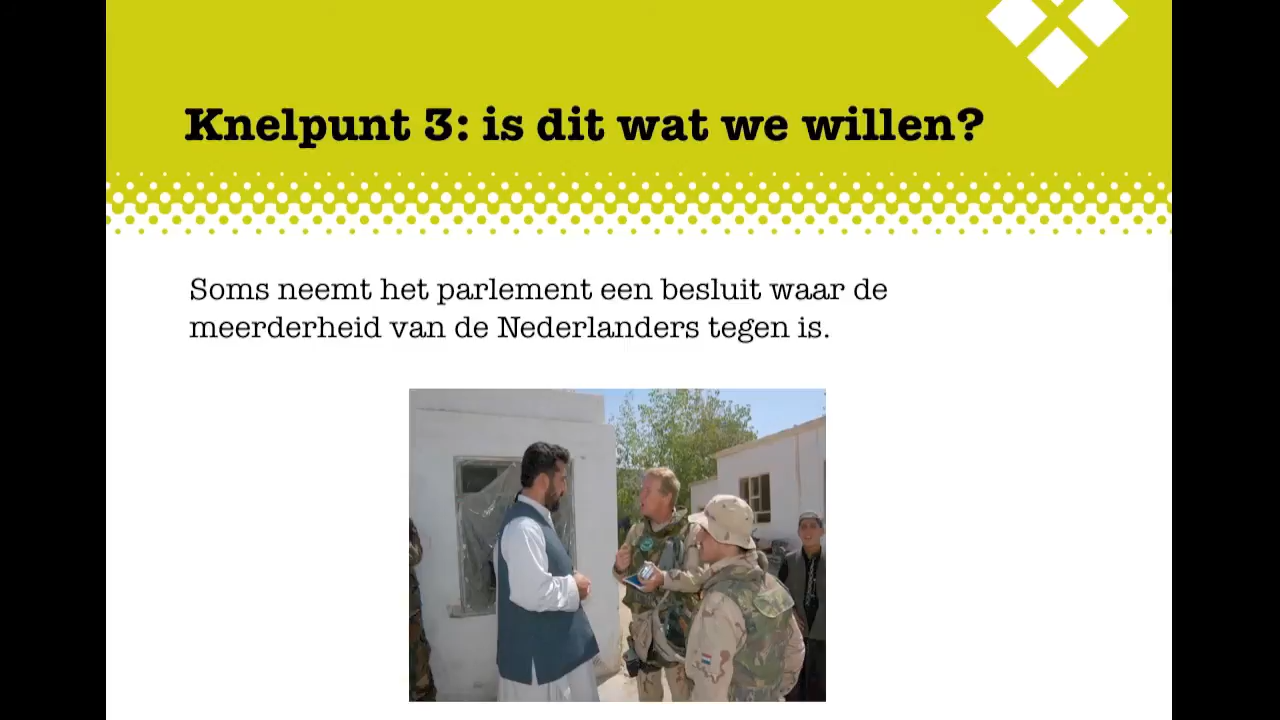 Knelpunt 3: is dit wat we willen?
Soms neemt het parlement een besluit waar de
meerderheid van de Nederlanders tegen is.